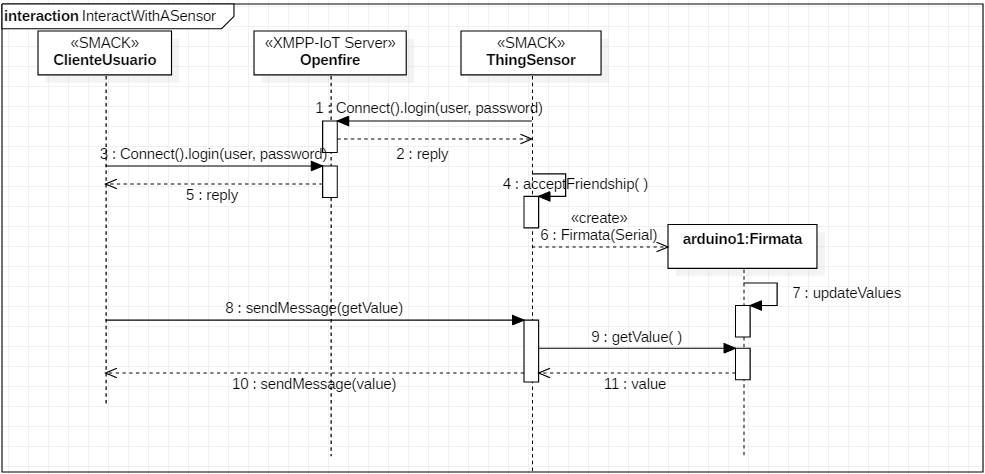 interaction InteractWithASensor
«SMACK»
ClienteUsuario
«XMPP-IoT Server»
Openfire
«SMACK»
ThingSensor
1 : Connect().login(user, password)
2 : reply
3 : Connect().login(user, password)
4 : acceptFriendship( )
5 : reply
«create»
6 : Firmata(Serial)
arduino1:Firmata
7 : updateValues
8 : sendMessage(getValue)
9 : getValue( )
10 : sendMessage(value)
11 : value